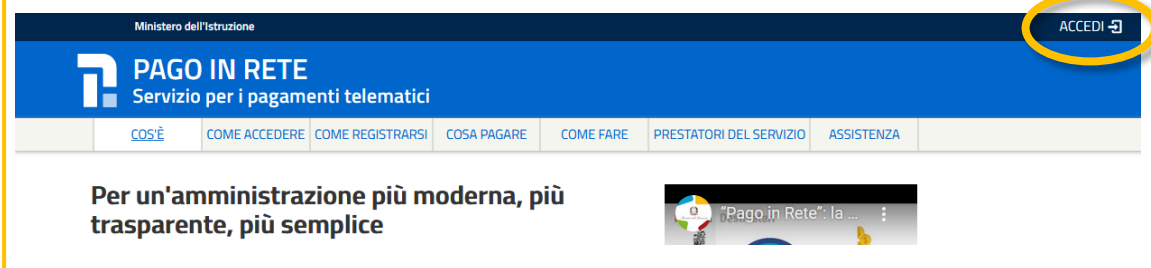 Ministero dell'Istruzione
ACCEDI
PAGO IN RETE
Servizio per i pagamenti telematici
COS'È COME ACCEDERE COME REGISTRARSI COSA PAGARE COME FARE PRESTATORI DEL SERVIZIO ASSISTENZA
Per un'amministrazione più moderna, più
trasparente, più semplice
"Pago in Rete": la ...